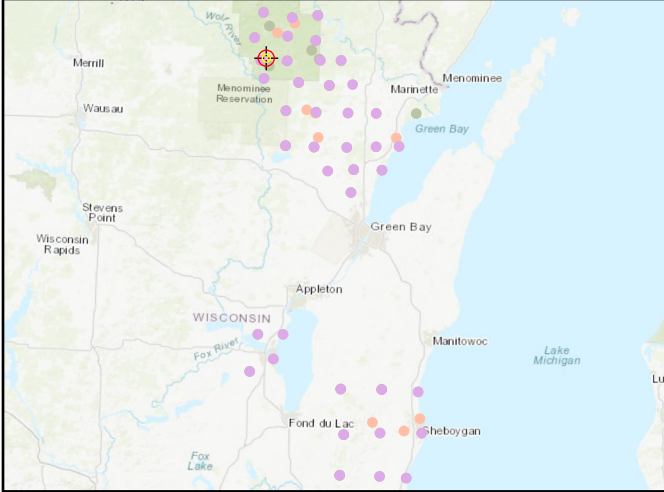 Wolf
River
Merrill
Menominee
Reservation
Marinette
Menominee
Wausau
Green Bay
Stevens
Point
Wisconsin
Rapids
Green Bay
Appleton
WISCONSIN
Fox River
Manitowoc
Lake
Michigan
Lu
Fond du Lac
Sheboygan
Fox
Lake